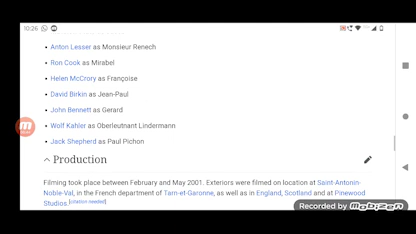 10:26
• Anton Lesser as Monsieur Renech
• Ron Cook as Mirabel
• Helen McCrory as Françoise
• David Birkin as Jean-Paul
• John Bennett as Gerard
• Wolf Kahler as Oberleutnant Lindermann
• Jack Shepherd as Paul Pichon
Production
Filming took place between February and May 2001. Exteriors were filmed on location at Saint-Antonin-
Noble-Val, in the French department of Tarn-et-Garonne, as well as in England, Scotland and at Pinewood
Studios.[citation needed]
Recorded by MOBIZEN